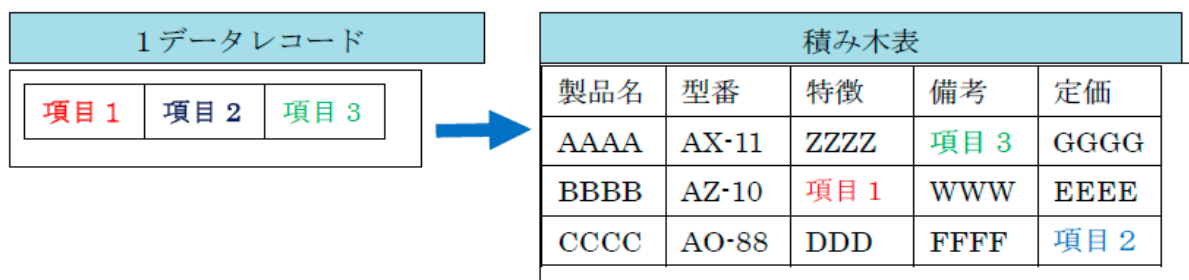 1データレコード
項目1 項目2 項目3
積み木表
製品名 型番 特徴 備考 定価
AAAA AX-11 ZZZZ 項目3 GGGG
BBBB AZ-10 項目1 WWW EEEE
CCCC AO-88 DDD FFFF 項目2